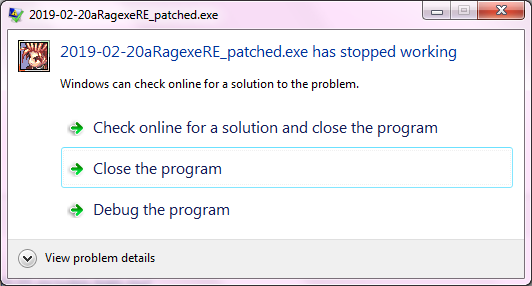 2019-02-20aRagexeRE_patched.exe
2019-02-20aRagexeRE_patched.exe has stopped working
Windows can check online for a solution to the problem.
Check online for a solution and close the program
Close the program
Debug the program
View problem details